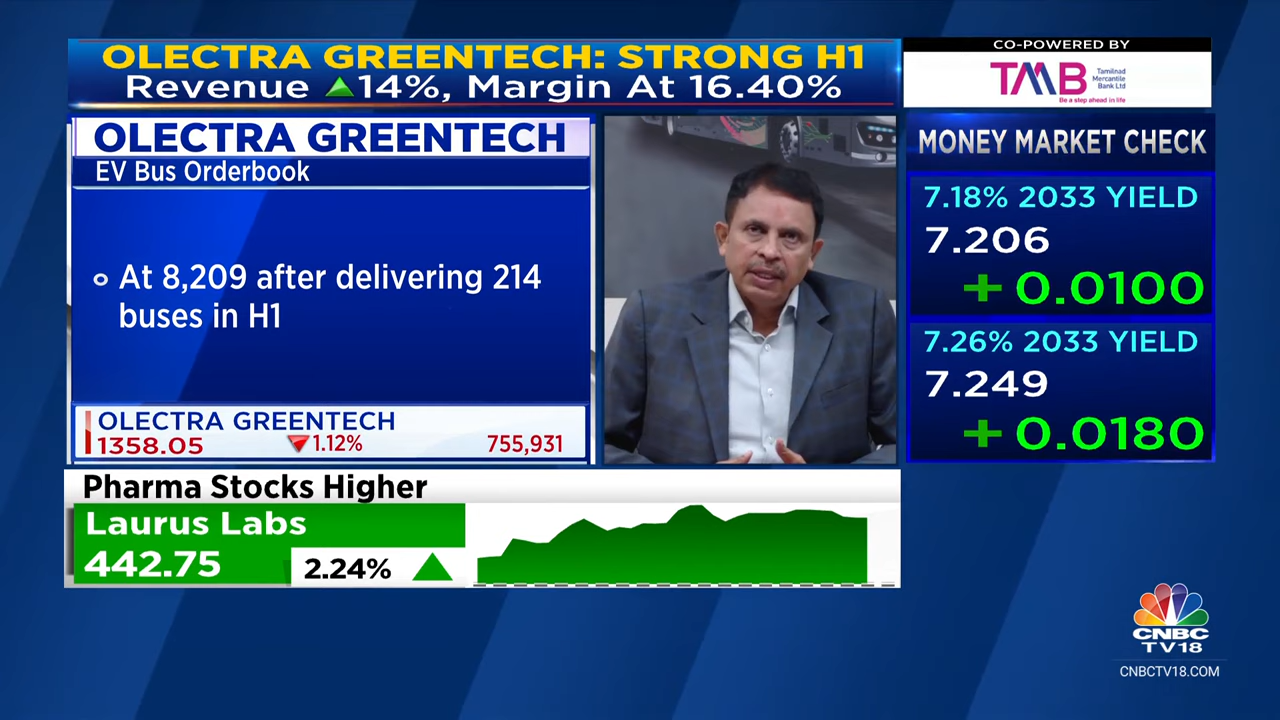 OLECTRA GREENTECH: STRONG H1
Revenue ▲14%, Margin At 16.40%
CO-POWERED BY
TMB
Tamilnad
Mercantile
Bank Ltd
Be a step ahead in life
OLECTRA GREENTECH
EV Bus Orderbook
At 8,209 after delivering 214
buses in H1
OLECTRA GREENTECH
1358.05 ▼1.12% 755,931
MONEY MARKET CHECK
7.18% 2033 YIELD
7.206
+ 0.0100
7.26% 2033 YIELD
7.249
+ 0.0180
Pharma Stocks Higher
Laurus Labs
442.75 2.24% ▲
CNBC
TV18
CNBCTV18.COM